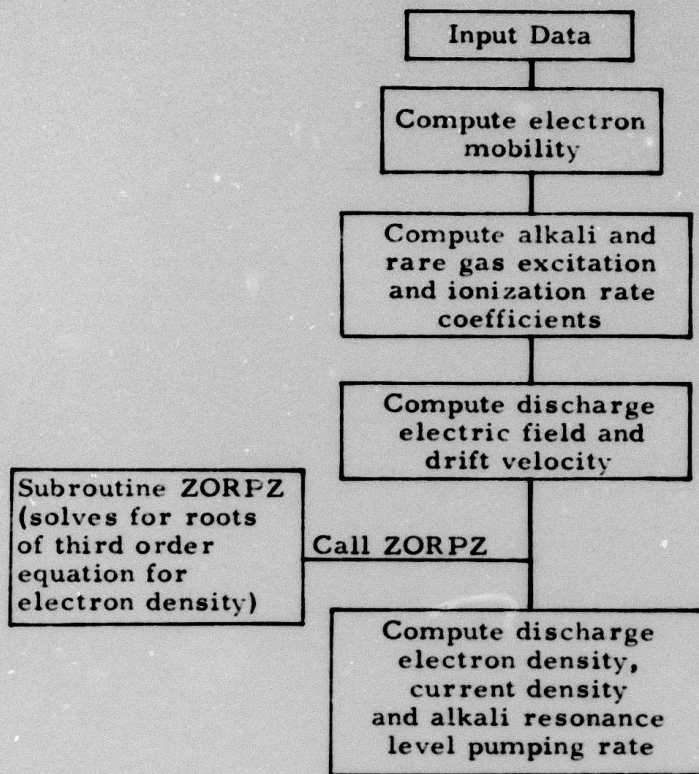 Input Data
Compute electron
mobility
Compute alkali and
rare gas excitation
and ionization rate
coefficients
Compute discharge
electric field and
drift velocity
Subroutine ZORPZ
(solves for roots
of third order
equation for
electron density)
Call ZORPZ
Compute discharge
electron density,
current density
and alkali resonance
level pumping rate